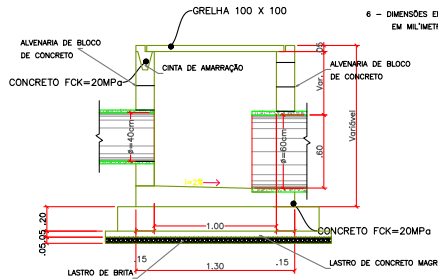 GRELHA 100 X 100
6 - DIMENSÕES E
EM MILÍMET
ALVENARIA DE BLOCO
DE CONCRETO
CINTA DE AMARRAÇÃO
ALVENARIA DE BLOCO
DE CONCRETO
CONCRETO FCK=20MPa
.05
Var.
Variável
ø=40cm
ø=60cm
.60
.20
.05
.05
1.00
CONCRETO FCK=20MPa
.15
.15
LASTRO DE BRITA
1.30
LASTRO DE CONCRETO MAGR